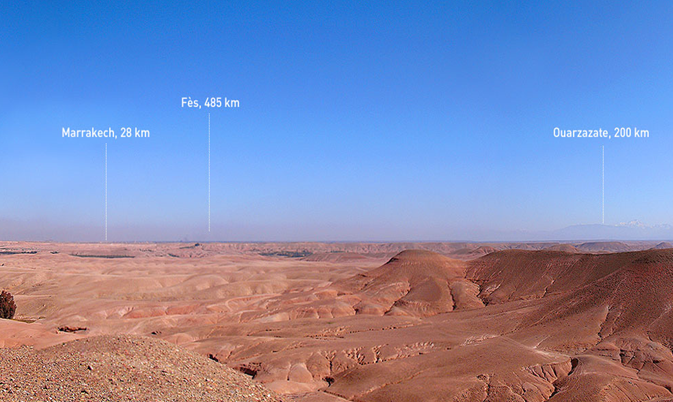 Marrakech, 28 km
Fès, 485 km
Ouarzazate, 200 km